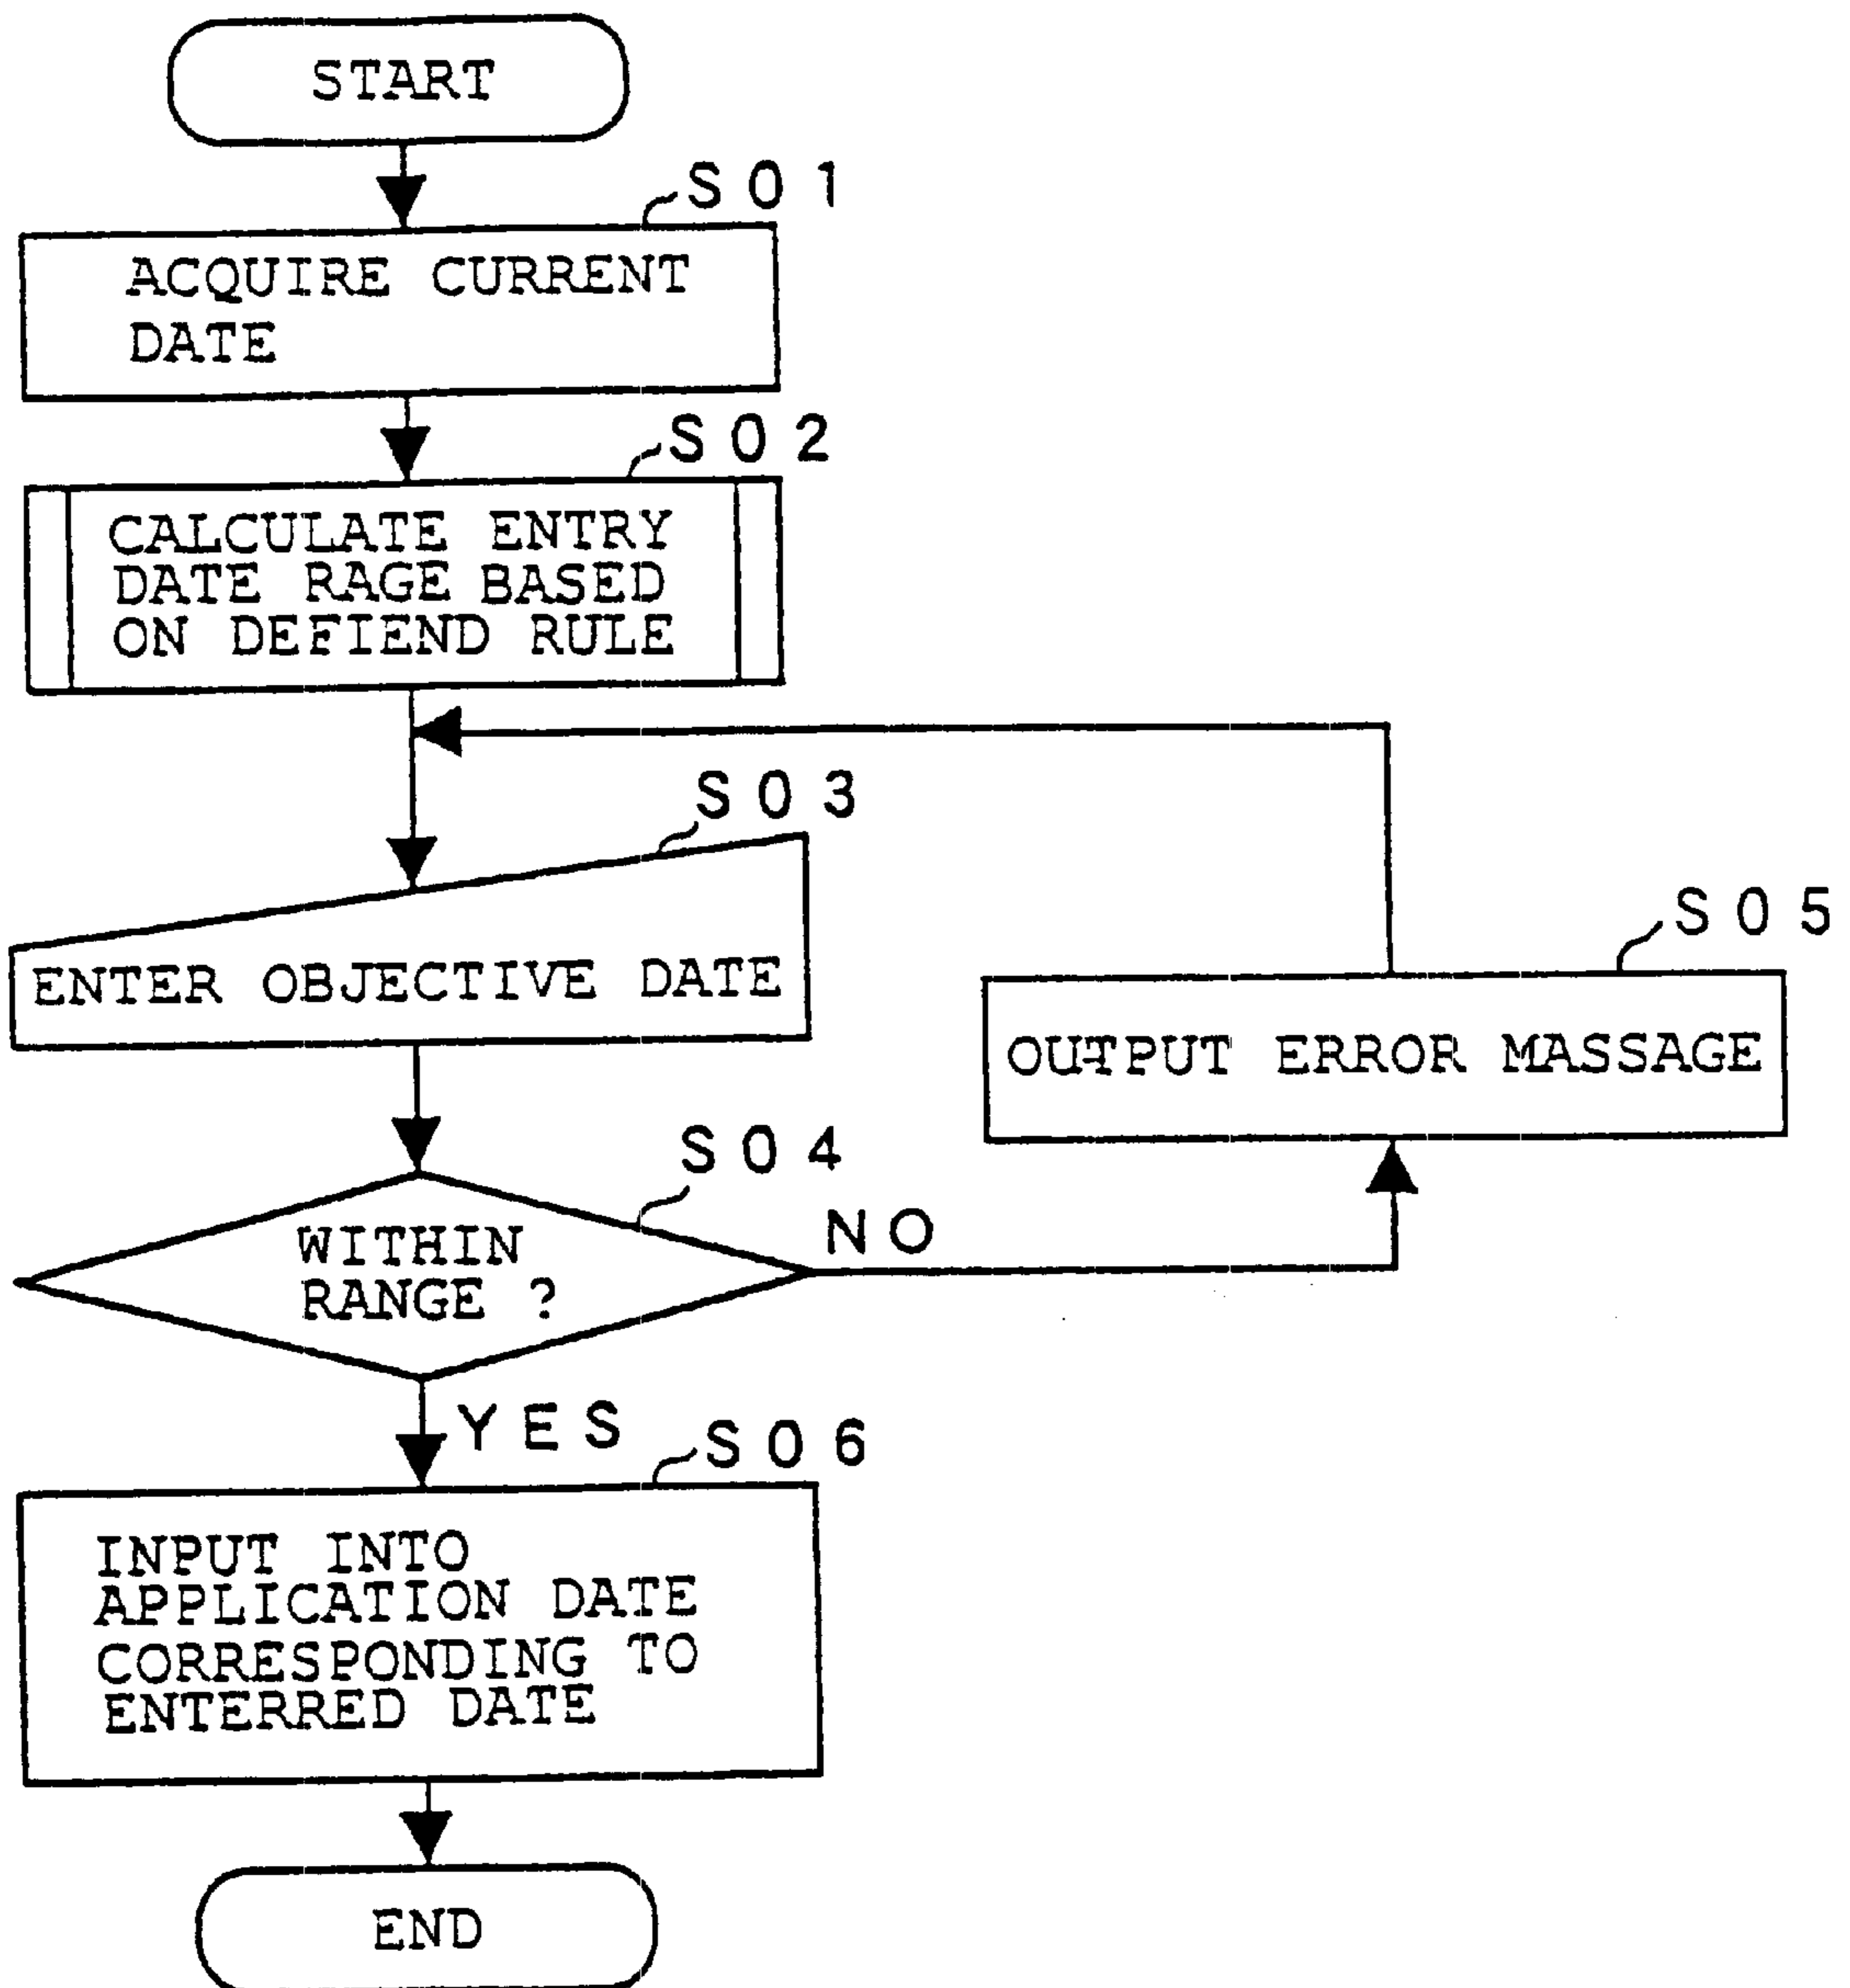 START
S01
ACQUIRE CURRENT
DATE
S02
CALCULATE ENTRY
DATE RAGE BASED
ON DEFIEND RULE
S03
ENTER OBJECTIVE DATE
S05
OUTPUT ERROR MASSAGE
S04
WITHIN
RANGE ?
NO
YES
S06
INPUT INTO
APPLICATION DATE
CORRESPONDING TO
ENTERRED DATE
END